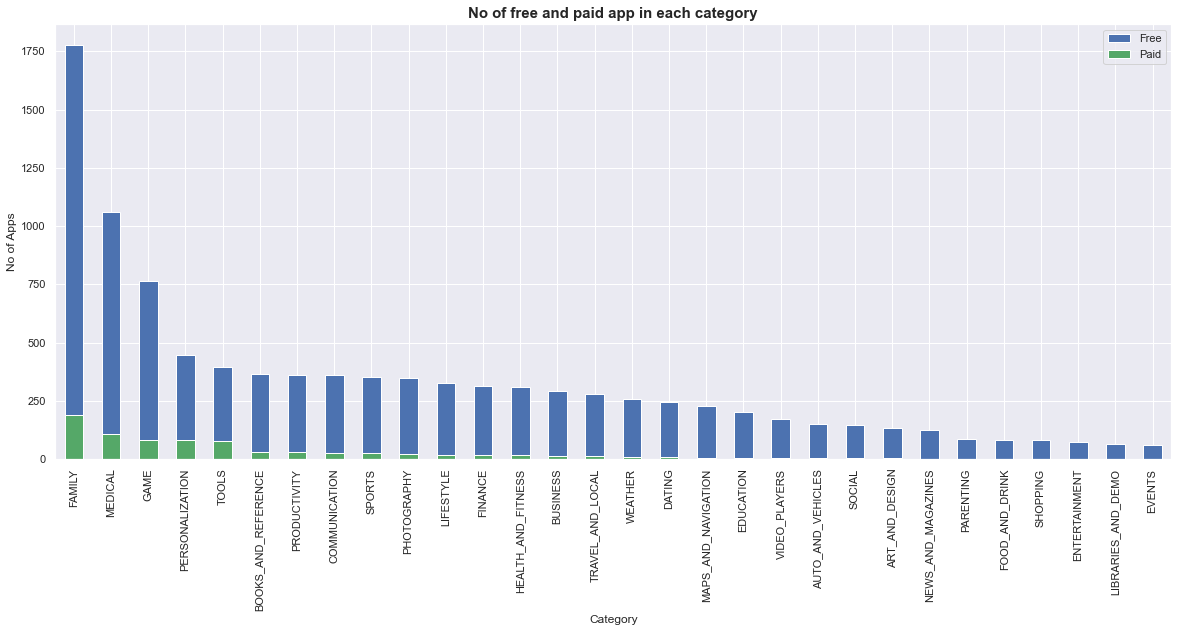 No of free and paid app in each category
Free
Paid
No of Apps
1750
1500
1250
1000
750
500
250
0
FAMILY
MEDICAL
GAME
PERSONALIZATION
TOOLS
BOOKS_AND_REFERENCE
PRODUCTIVITY
COMMUNICATION
SPORTS
PHOTOGRAPHY
LIFESTYLE
FINANCE
HEALTH_AND_FITNESS
BUSINESS
TRAVEL_AND_LOCAL
WEATHER
DATING
MAPS_AND_NAVIGATION
EDUCATION
VIDEO_PLAYERS
AUTO_AND_VEHICLES
SOCIAL
ART_AND_DESIGN
NEWS_AND_MAGAZINES
PARENTING
FOOD_AND_DRINK
SHOPPING
ENTERTAINMENT
LIBRARIES_AND_DEMO
EVENTS
Category